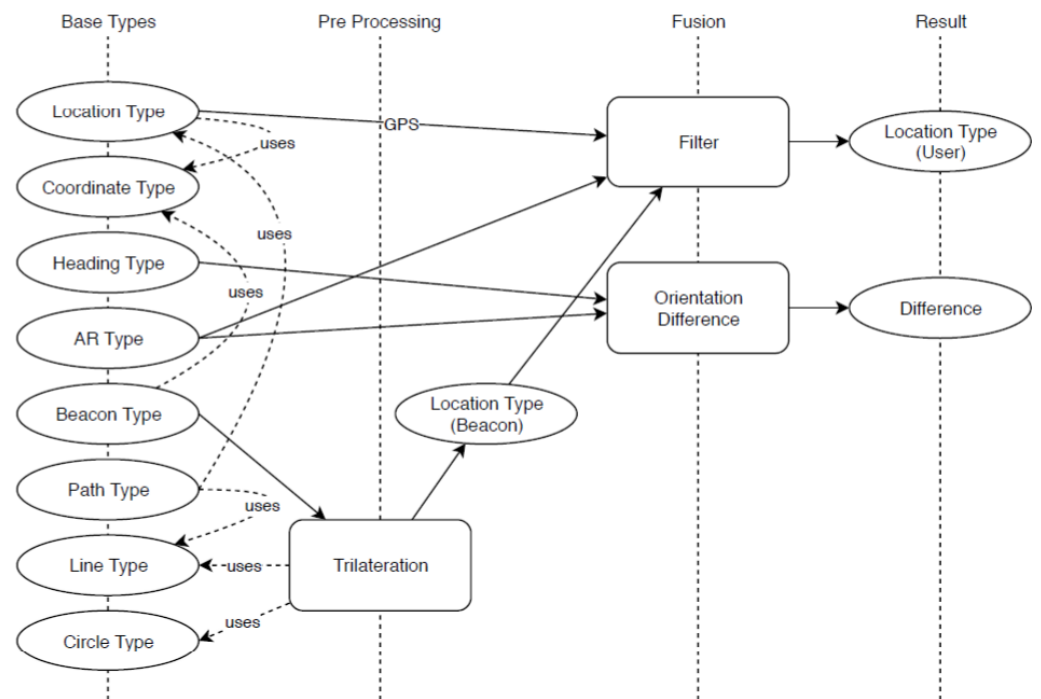 Base Types
Pre Processing
Fusion
Result
Location Type
GPS
Filter
Location Type
(User)
uses
Coordinate Type
uses
Heading Type
uses
Orientation
Difference
Difference
AR Type
Beacon Type
Location Type
(Beacon)
Path Type
uses
Line Type
uses
Trilateration
uses
Circle Type